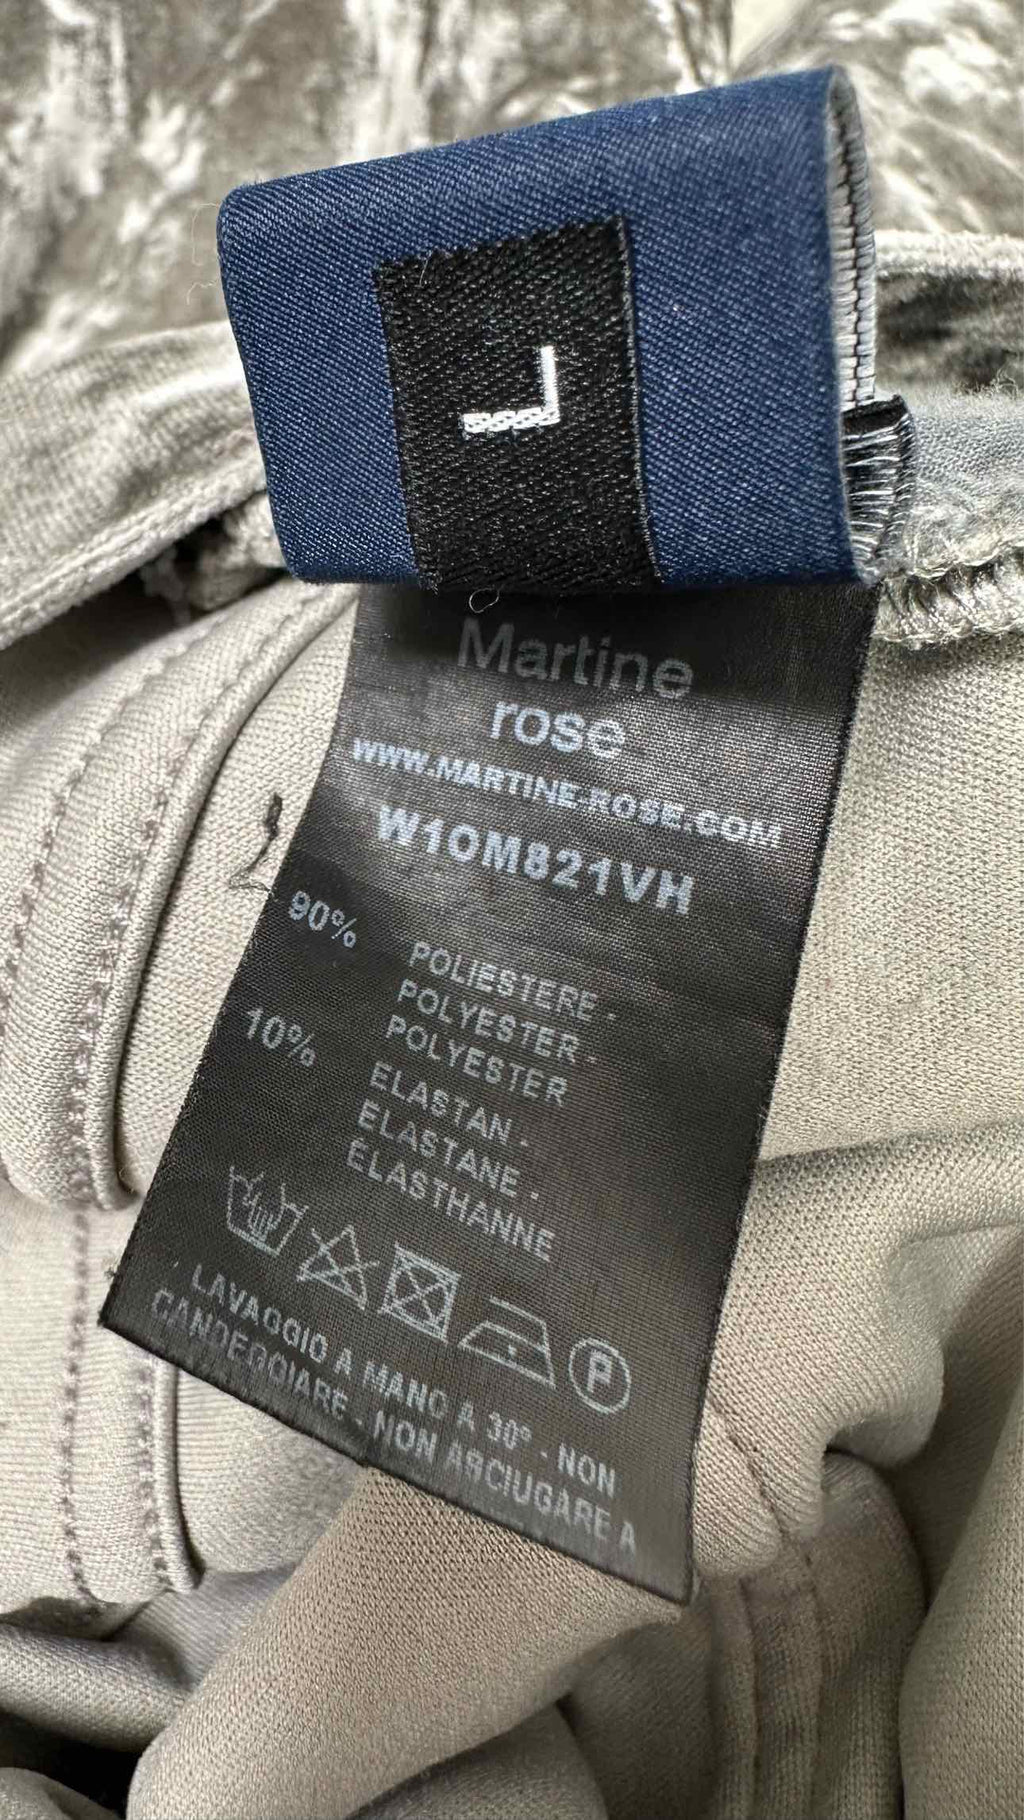 L
Martine
rose
WWW.MARTINE-ROSE.COM
W10M821VH
90% POLIESTERE -
POLYESTER -
POLYESTER
10% ELASTAN -
ELASTANE -
ELASTHANNE
P
LAVAGGIO A MANO A 30° - NON
CANDEGGIARE - NON ASCIUGARE A